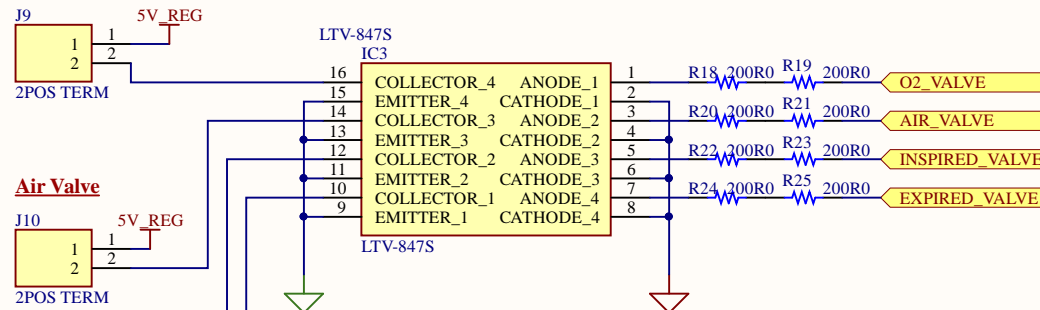 J9
5V_REG
1
1
2
2
2POS TERM
LTV-847S
IC3
16 COLLECTOR_4 ANODE_1 1
15 EMITTER_4 CATHODE_1 2
14 COLLECTOR_3 ANODE_2 3
13 EMITTER_3 CATHODE_2 4
12 COLLECTOR_2 ANODE_3 5
11 EMITTER_2 CATHODE_3 6
10 COLLECTOR_1 ANODE_4 7
9 EMITTER_1 CATHODE_4 8
LTV-847S
R18 200R0 R19 200R0 O2_VALVE
R20 200R0 R21 200R0 AIR_VALVE
R22 200R0 R23 200R0 INSPIRED_VALVE
R24 200R0 R25 200R0 EXPIRED_VALVE
Air Valve
J10
5V_REG
1
1
2
2
2POS TERM